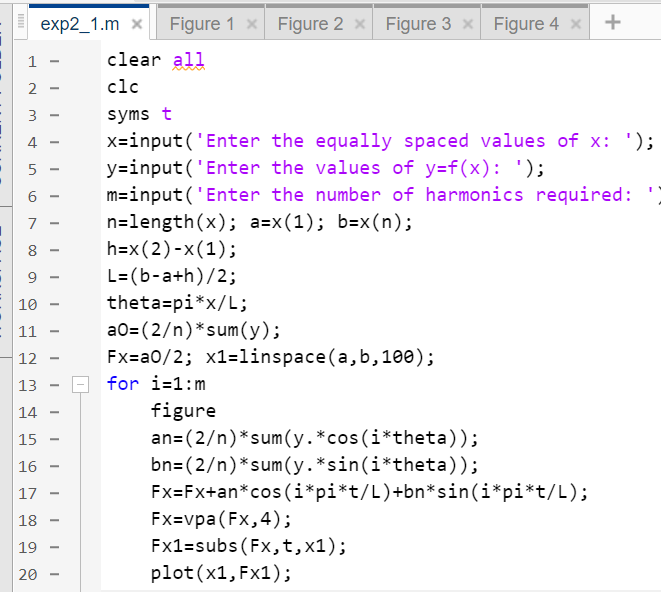 exp2_1.m × Figure 1 × Figure 2 × Figure 3 × Figure 4 × +
1 – clear all
2 – clc
3 – syms t
4 – x=input('Enter the equally spaced values of x: ');
5 – y=input('Enter the values of y=f(x): ');
6 – m=input('Enter the number of harmonics required: ')
7 – n=length(x); a=x(1); b=x(n);
8 – h=x(2)-x(1);
9 – L=(b-a+h)/2;
10 – theta=pi*x/L;
11 – aO=(2/n)*sum(y);
12 – Fx=aO/2; x1=linspace(a,b,100);
13 – for i=1:m
14 – figure
15 – an=(2/n)*sum(y.*cos(i*theta));
16 – bn=(2/n)*sum(y.*sin(i*theta));
17 – Fx=Fx+an*cos(i*pi*t/L)+bn*sin(i*pi*t/L);
18 – Fx=vpa(Fx,4);
19 – Fx1=subs(Fx,t,x1);
20 – plot(x1,Fx1);